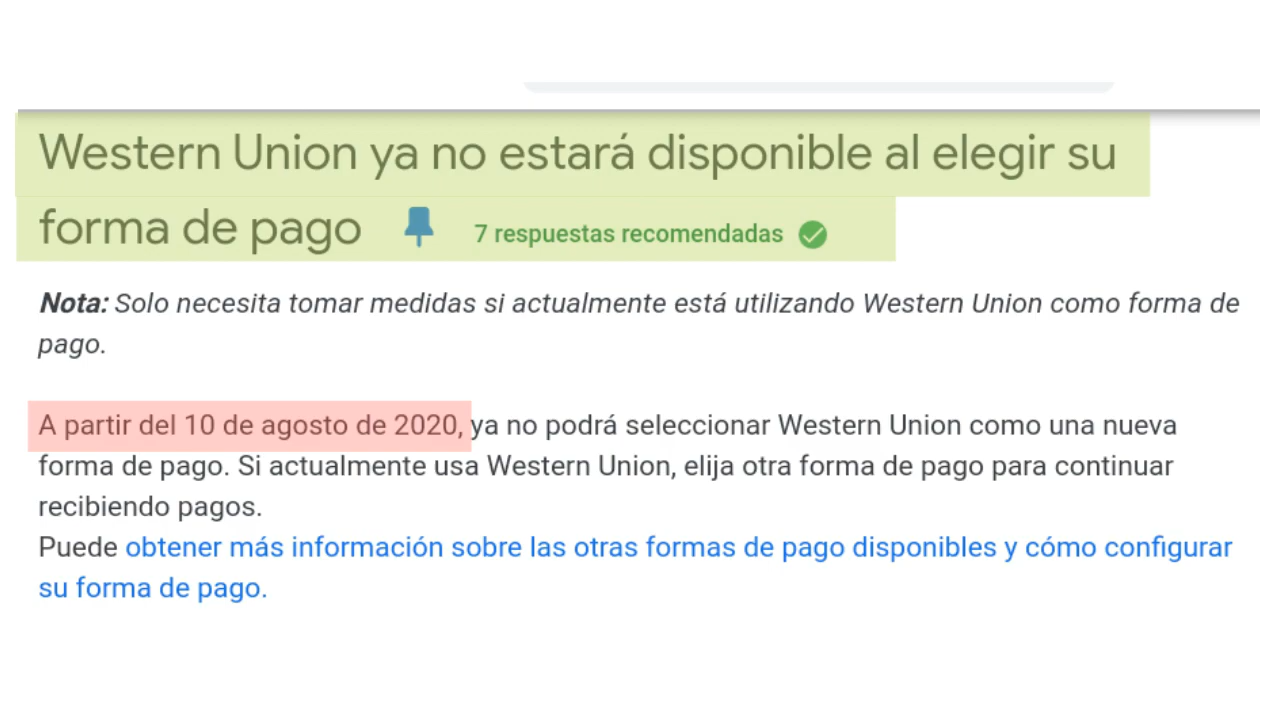 Western Union ya no estará disponible al elegir su
forma de pago 7 respuestas recomendadas
Nota: Solo necesita tomar medidas si actualmente está utilizando Western Union como forma de
pago.
A partir del 10 de agosto de 2020, ya no podrá seleccionar Western Union como una nueva
forma de pago. Si actualmente usa Western Union, elija otra forma de pago para continuar
recibiendo pagos.
Puede obtener más información sobre las otras formas de pago disponibles y cómo configurar
su forma de pago.